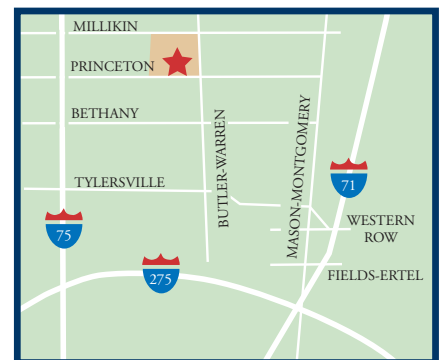 MILLIKIN
PRINCETON
BETHANY
BUTLER-WARREN
MASON-MONTGOMERY
TYLERSVILLE
71
75
WESTERN
ROW
275
FIELDS-ERTEL